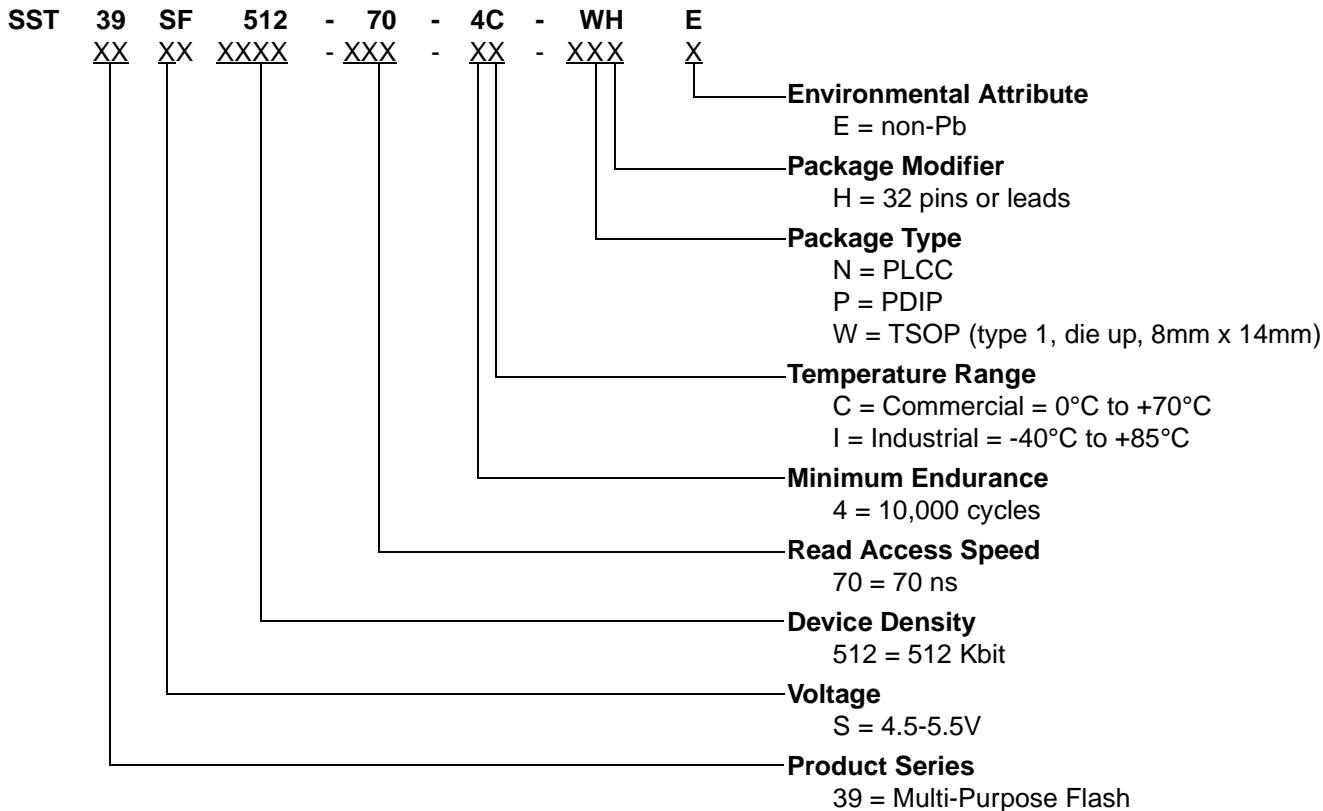 SST 39 SF 512 - 70 - 4C - WH E
XX XX XXXX - XXX - XX - XXX X
Environmental Attribute
E = non-Pb
Package Modifier
H = 32 pins or leads
Package Type
N = PLCC
P = PDIP
W = TSOP (type 1, die up, 8mm x 14mm)
Temperature Range
C = Commercial = 0°C to +70°C
I = Industrial = -40°C to +85°C
Minimum Endurance
4 = 10,000 cycles
Read Access Speed
70 = 70 ns
Device Density
512 = 512 Kbit
Voltage
S = 4.5-5.5V
Product Series
39 = Multi-Purpose Flash